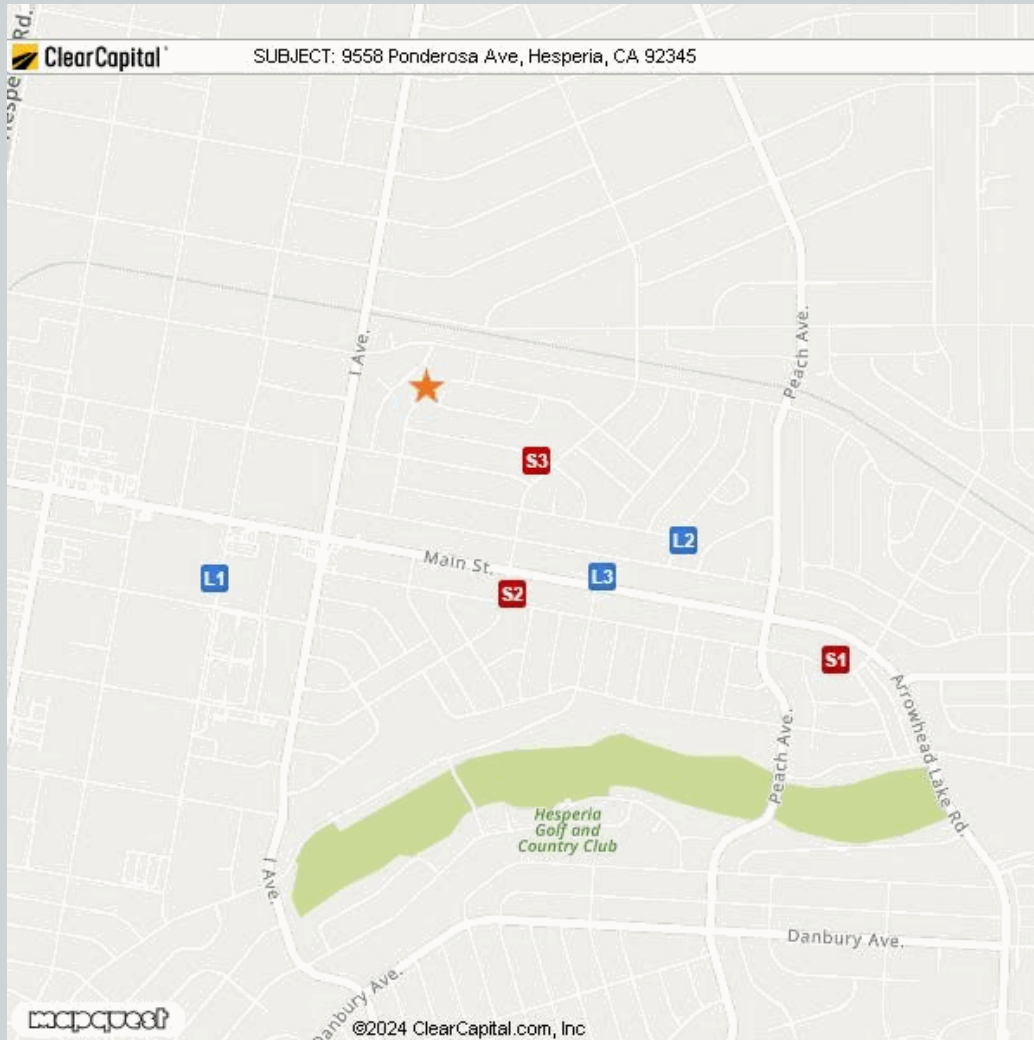 Hesperia Rd.
ClearCapital
SUBJECT: 9558 Ponderosa Ave, Hesperia, CA 92345
I Ave.
Peach Ave.
S3
L2
Main St.
L1
L3
S2
S1
Arrowhead Lake Rd.
Peach Ave.
Hesperia
Golf and
Country Club
I Ave.
Danbury Ave.
Danbury Ave.
mapquest
©2024 ClearCapital.com, Inc